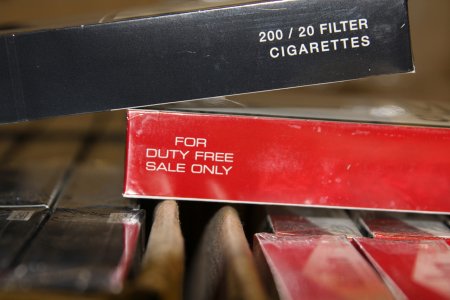 200 / 20 FILTER
CIGARETTES
FOR
DUTY FREE
SALE ONLY